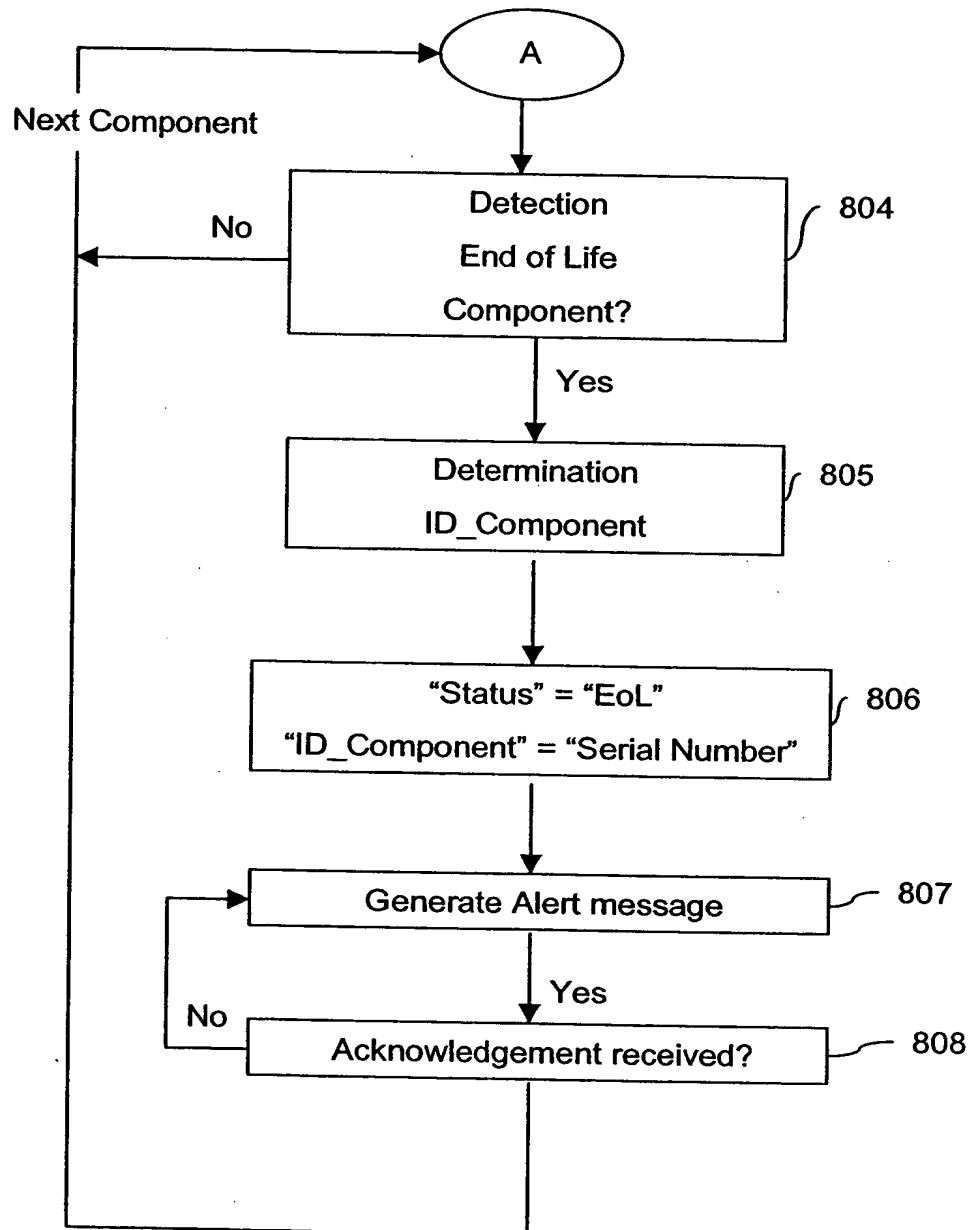 A
Next Component
Detection
End of Life
Component?
804
No
Yes
Determination
ID_Component
805
“Status” = “EoL”
“ID_Component” = “Serial Number”
806
Generate Alert message
807
Yes
No
Acknowledgement received?
808